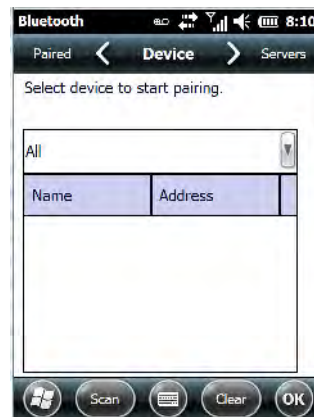 Bluetooth 8:10
Paired Device Servers
Select device to start pairing.
All
Name Address
Scan Clear OK